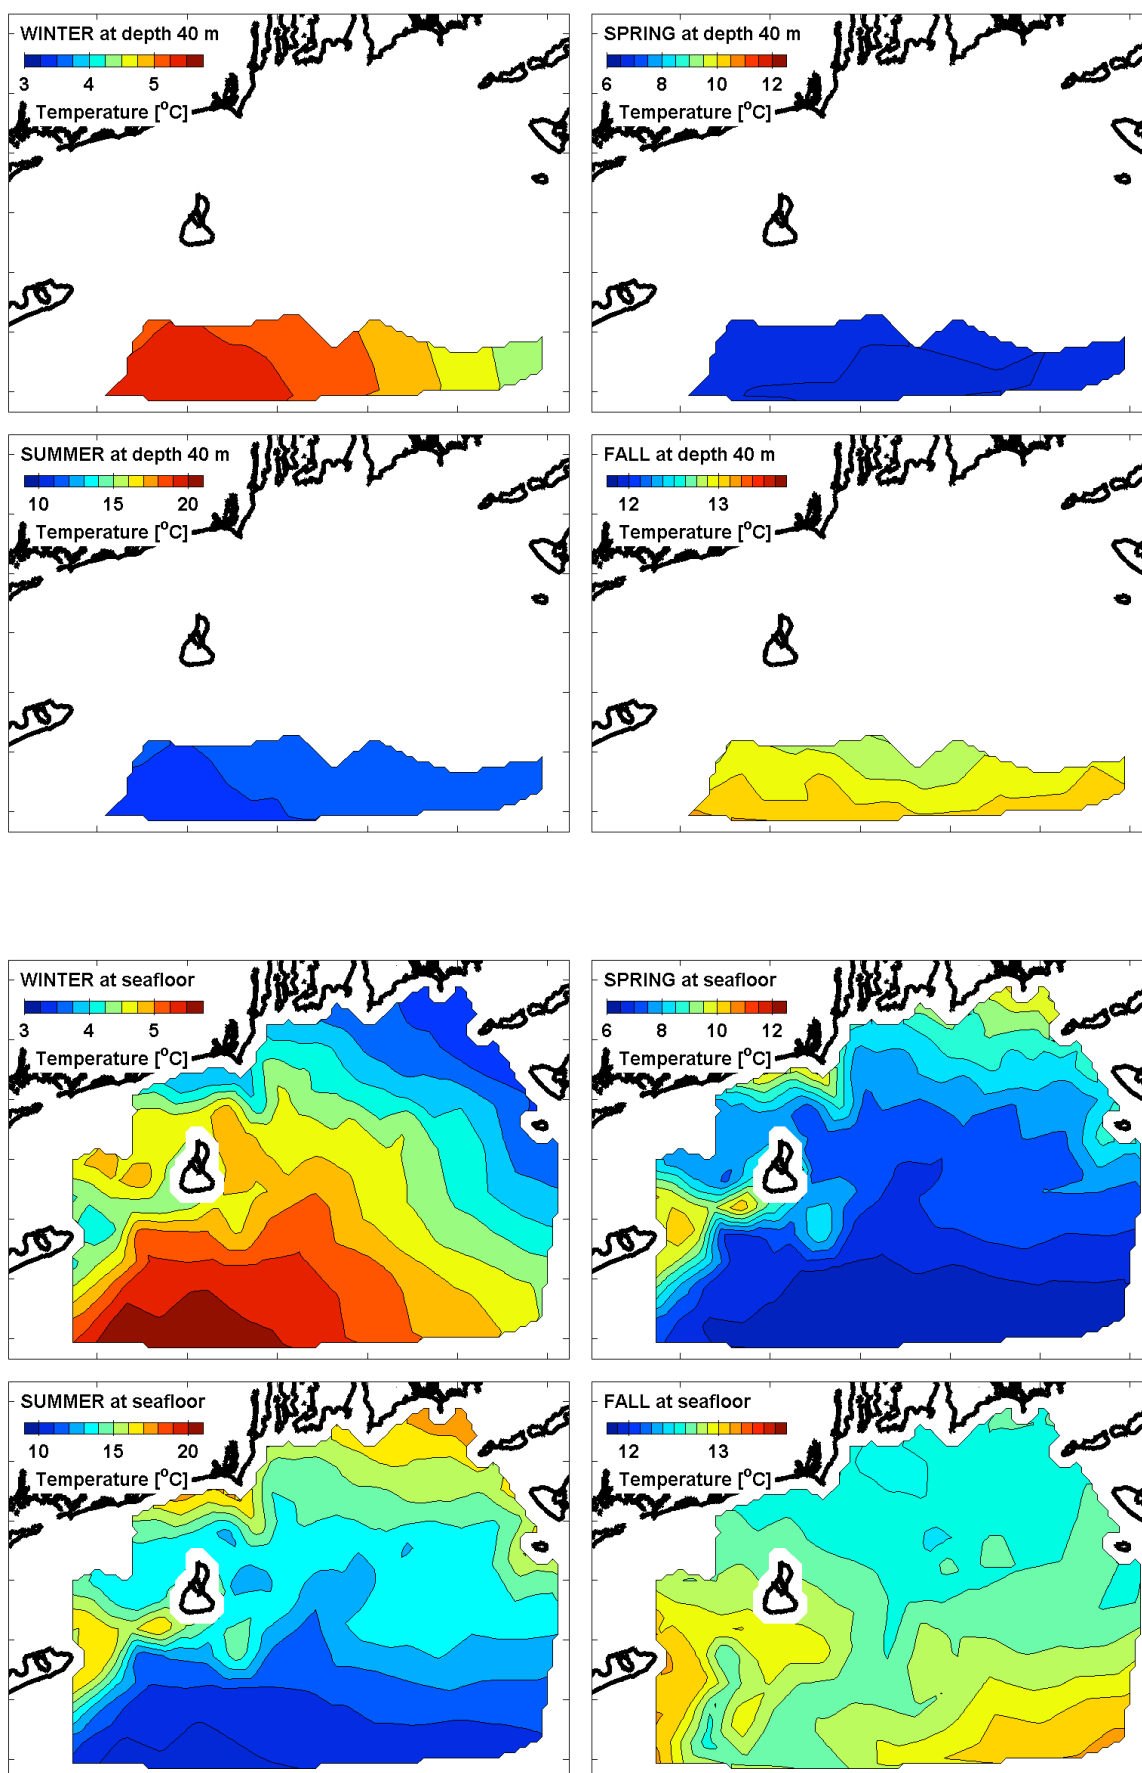 WINTER at depth 40 m
3 4 5
Temperature [°C]
SPRING at depth 40 m
6 8 10 12
Temperature [°C]
SUMMER at depth 40 m
10 15 20
Temperature [°C]
FALL at depth 40 m
12 13
Temperature [°C]
WINTER at seafloor
3 4 5
Temperature [°C]
SPRING at seafloor
6 8 10 12
Temperature [°C]
SUMMER at seafloor
10 15 20
Temperature [°C]
FALL at seafloor
12 13
Temperature [°C]